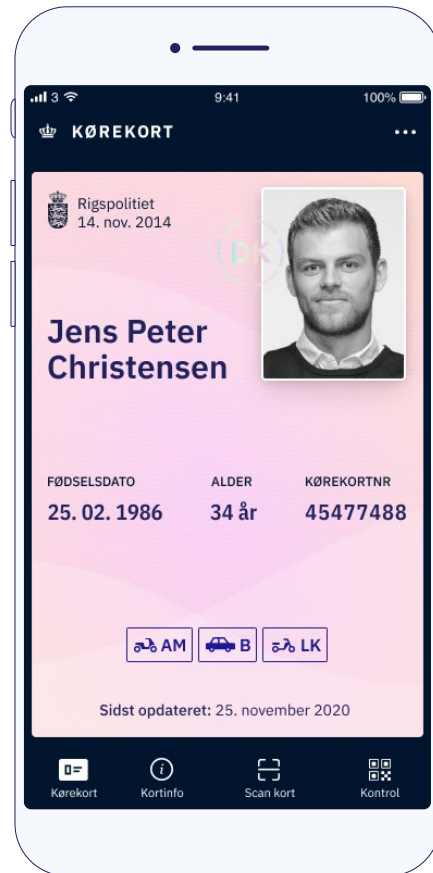 3 9:41 100%
KØREKORT
Rigspolitiet
14. nov. 2014
DK
Jens Peter
Christensen
FØDSELSDATO ALDER KØREKORTNR
25. 02. 1986 34 år 45477488
AM B LK
Sidst opdateret: 25. november 2020
Kørekort Kortinfo Scan kort Kontrol